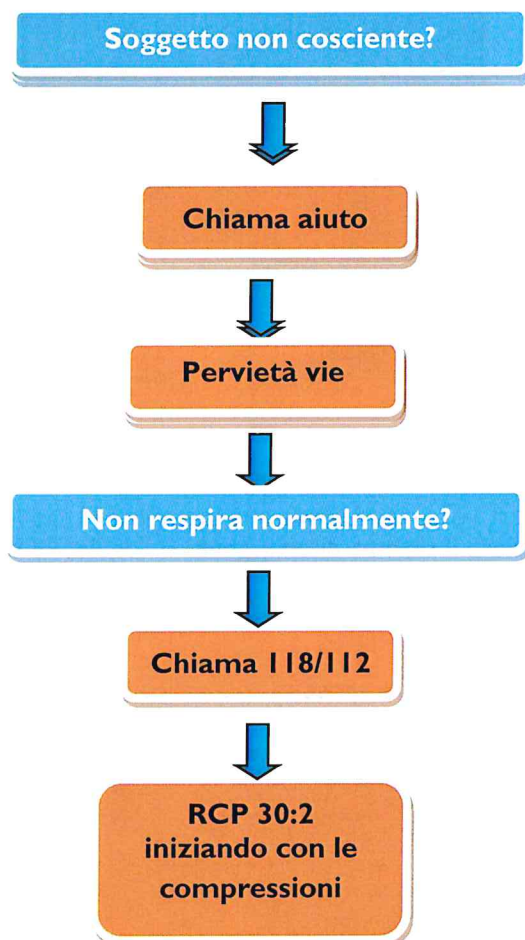 Soggetto non cosciente?
Chiama aiuto
Pervietà vie
Non respira normalmente?
Chiama 118/112
RCP 30:2
iniziando con le
compressioni